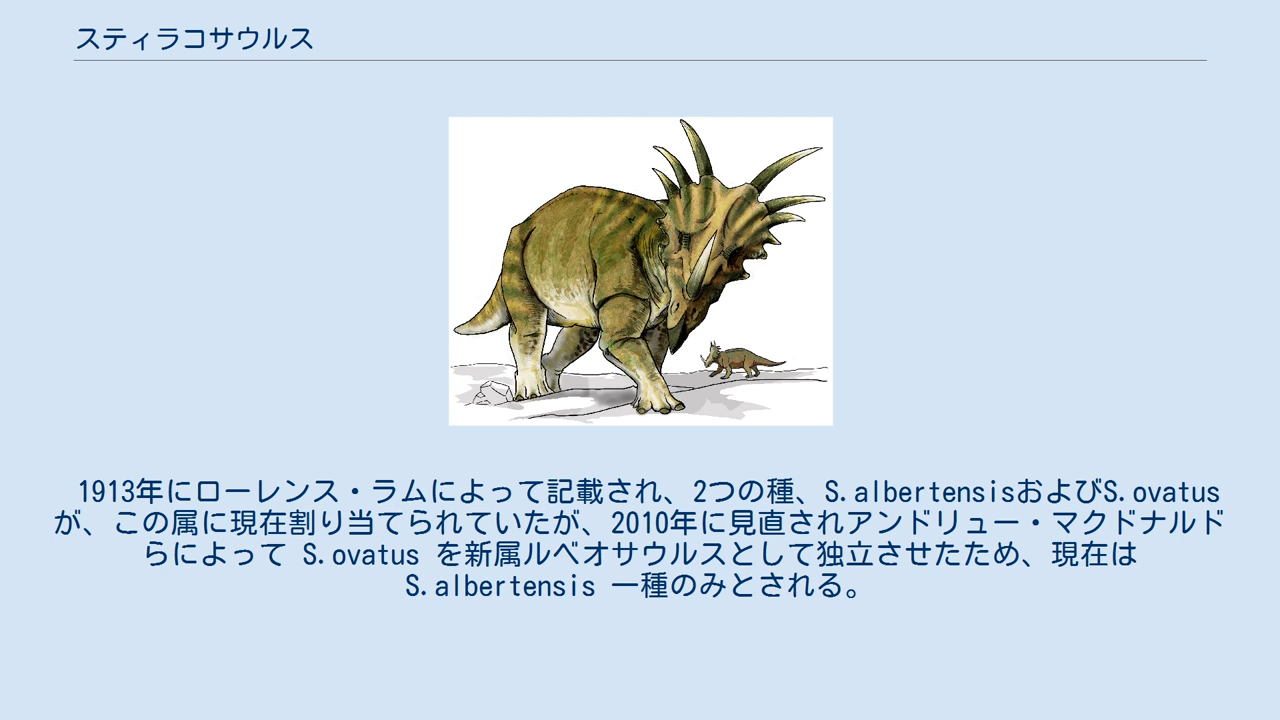 スティラコサウルス
1913年にローレンス・ラムによって記載され、2つの種、S.albertensisおよびS.ovatus
が、この属に現在割り当てられていたが、2010年に見直されアンドリュー・マクドナルド
らによって S.ovatus を新属ルベオサウルスとして独立させたため、現在は
S.albertensis 一種のみとされる。